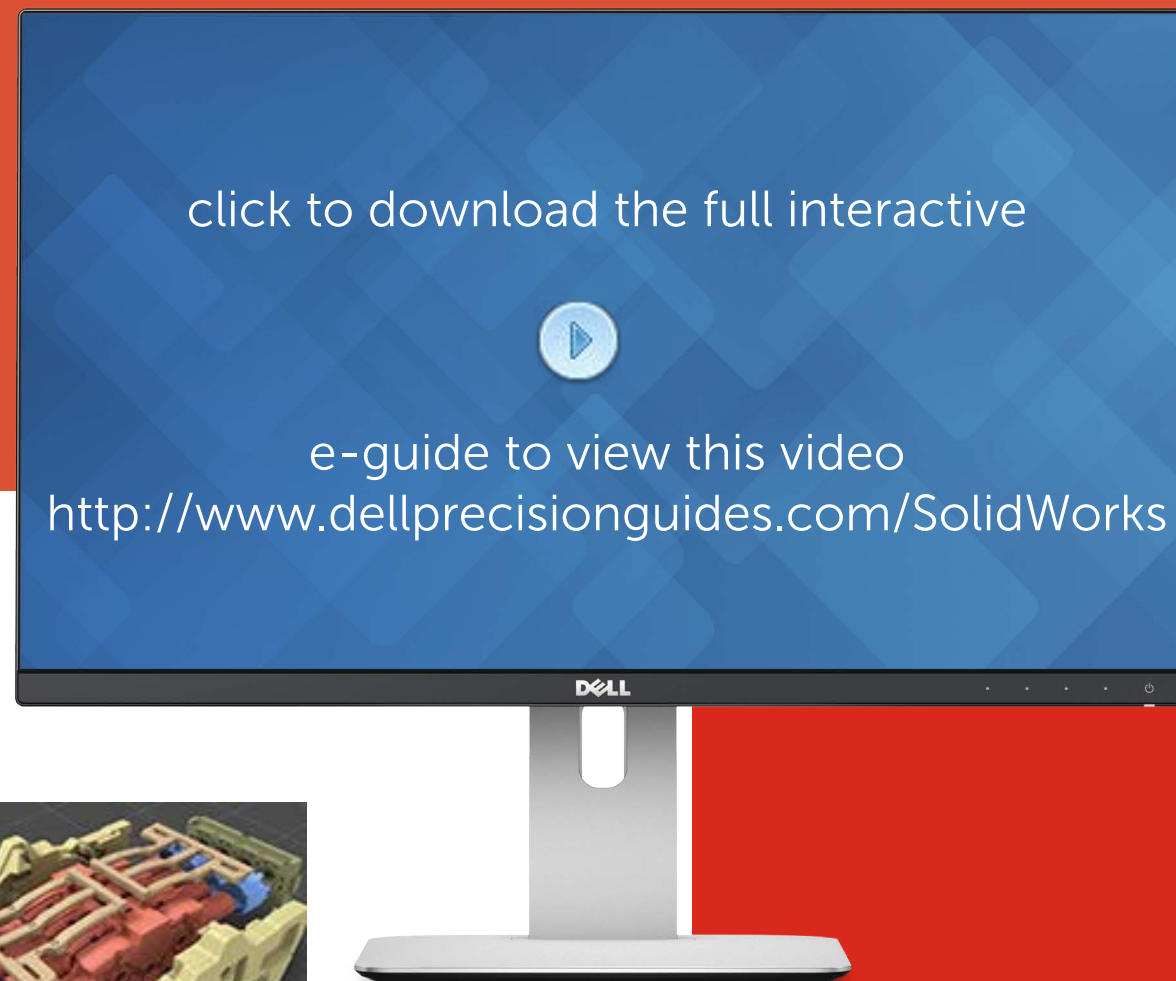 click to download the full interactive
e-guide to view this video
http://www.dellprecisionguides.com/SolidWorks
DELL